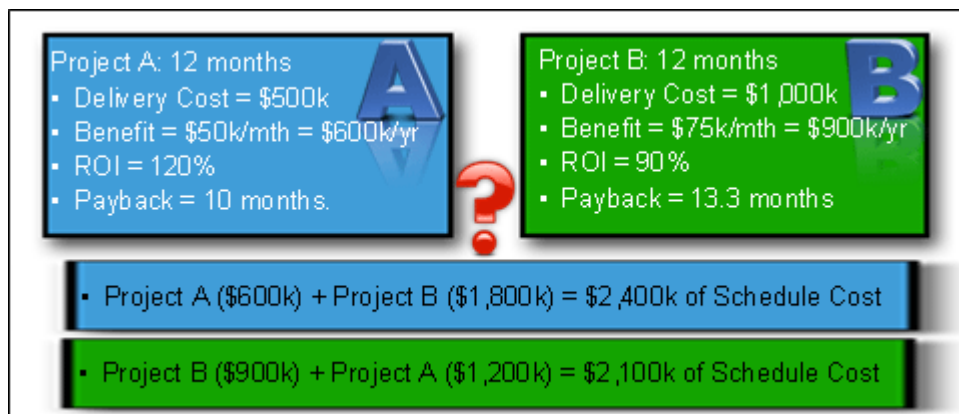 Project A: 12 months
A
▪ Delivery Cost = $500k
▪ Benefit = $50k/mth = $600k/yr
▪ ROI = 120%
▪ Payback = 10 months.
Project B: 12 months
B
▪ Delivery Cost = $1,000k
▪ Benefit = $75k/mth = $900k/yr
▪ ROI = 90%
▪ Payback = 13.3 months
?
▪ Project A ($600k) + Project B ($1,800k) = $2,400k of Schedule Cost
▪ Project B ($900k) + Project A ($1,200k) = $2,100k of Schedule Cost